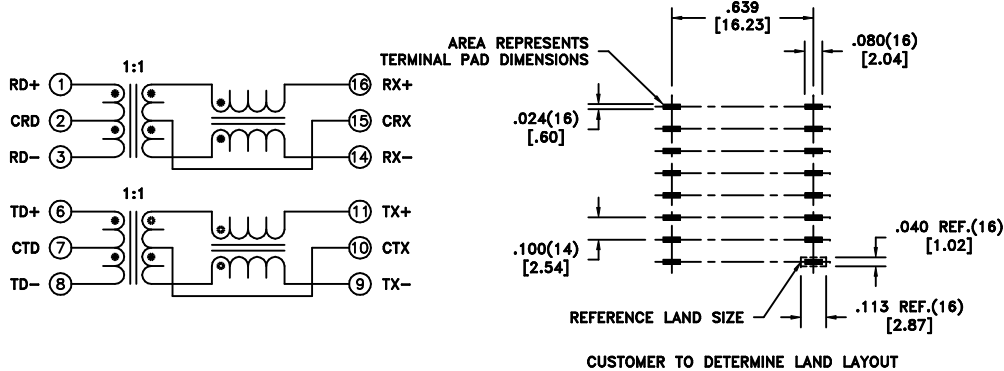 1:1
RD+ 1
16 RX+
CRD 2
15 CRX
RD- 3
14 RX-
1:1
TD+ 6
11 TX+
CTD 7
10 CTX
TD- 8
9 TX-
.639
[16.23]
AREA REPRESENTS
TERMINAL PAD DIMENSIONS
.080(16)
[2.04]
.024(16)
[.60]
.100(14)
[2.54]
.040 REF.(16)
[1.02]
REFERENCE LAND SIZE
.113 REF.(16)
[2.87]
CUSTOMER TO DETERMINE LAND LAYOUT